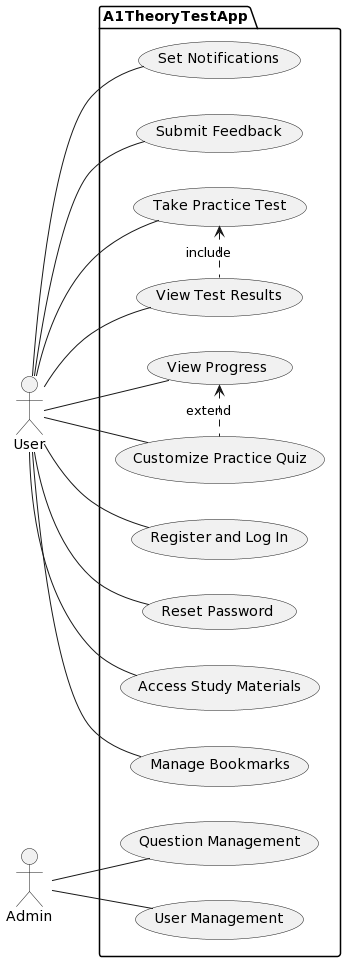 A1TheoryTestApp
Set Notifications
Submit Feedback
Take Practice Test
include
View Test Results
View Progress
extend
User
Customize Practice Quiz
Register and Log In
Reset Password
Access Study Materials
Manage Bookmarks
Question Management
Admin
User Management